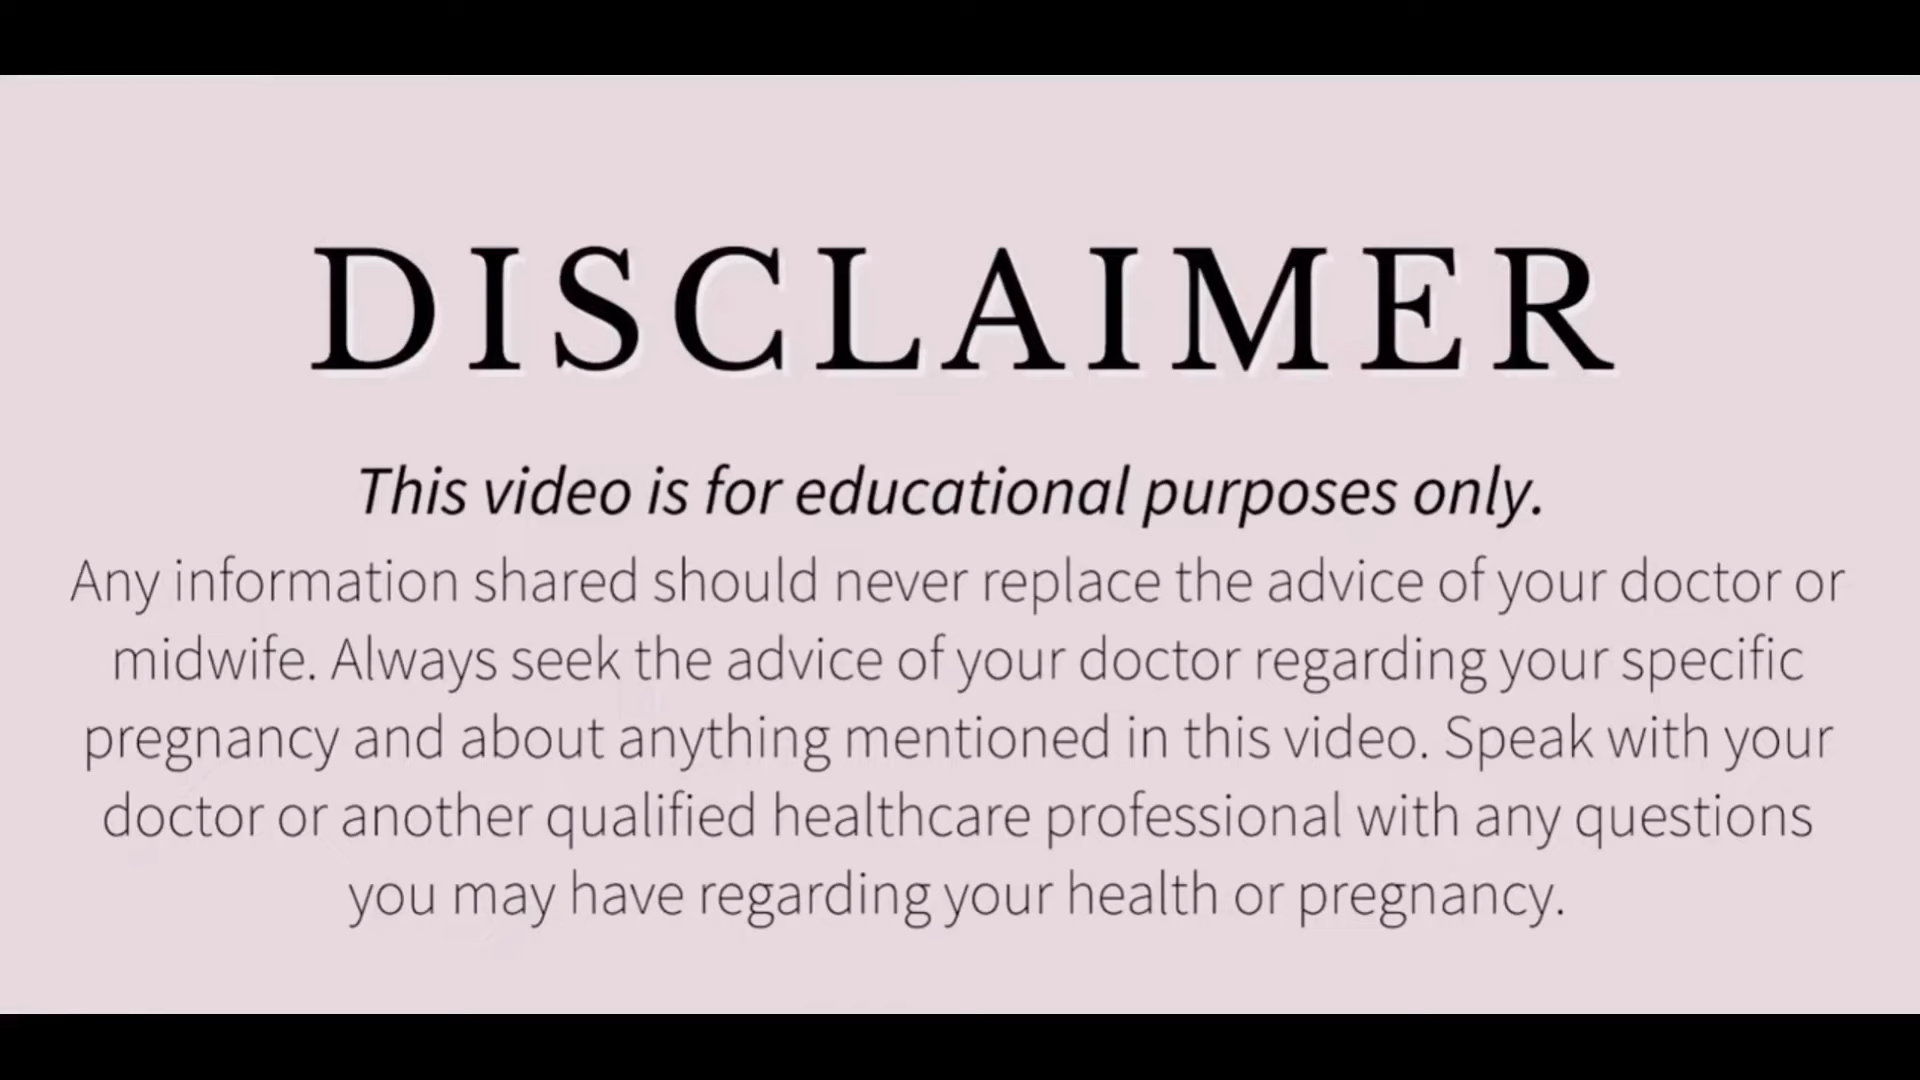 DISCLAIMER
This video is for educational purposes only.
Any information shared should never replace the advice of your doctor or
midwife. Always seek the advice of your doctor regarding your specific
pregnancy and about anything mentioned in this video. Speak with your
doctor or another qualified healthcare professional with any questions
you may have regarding your health or pregnancy.